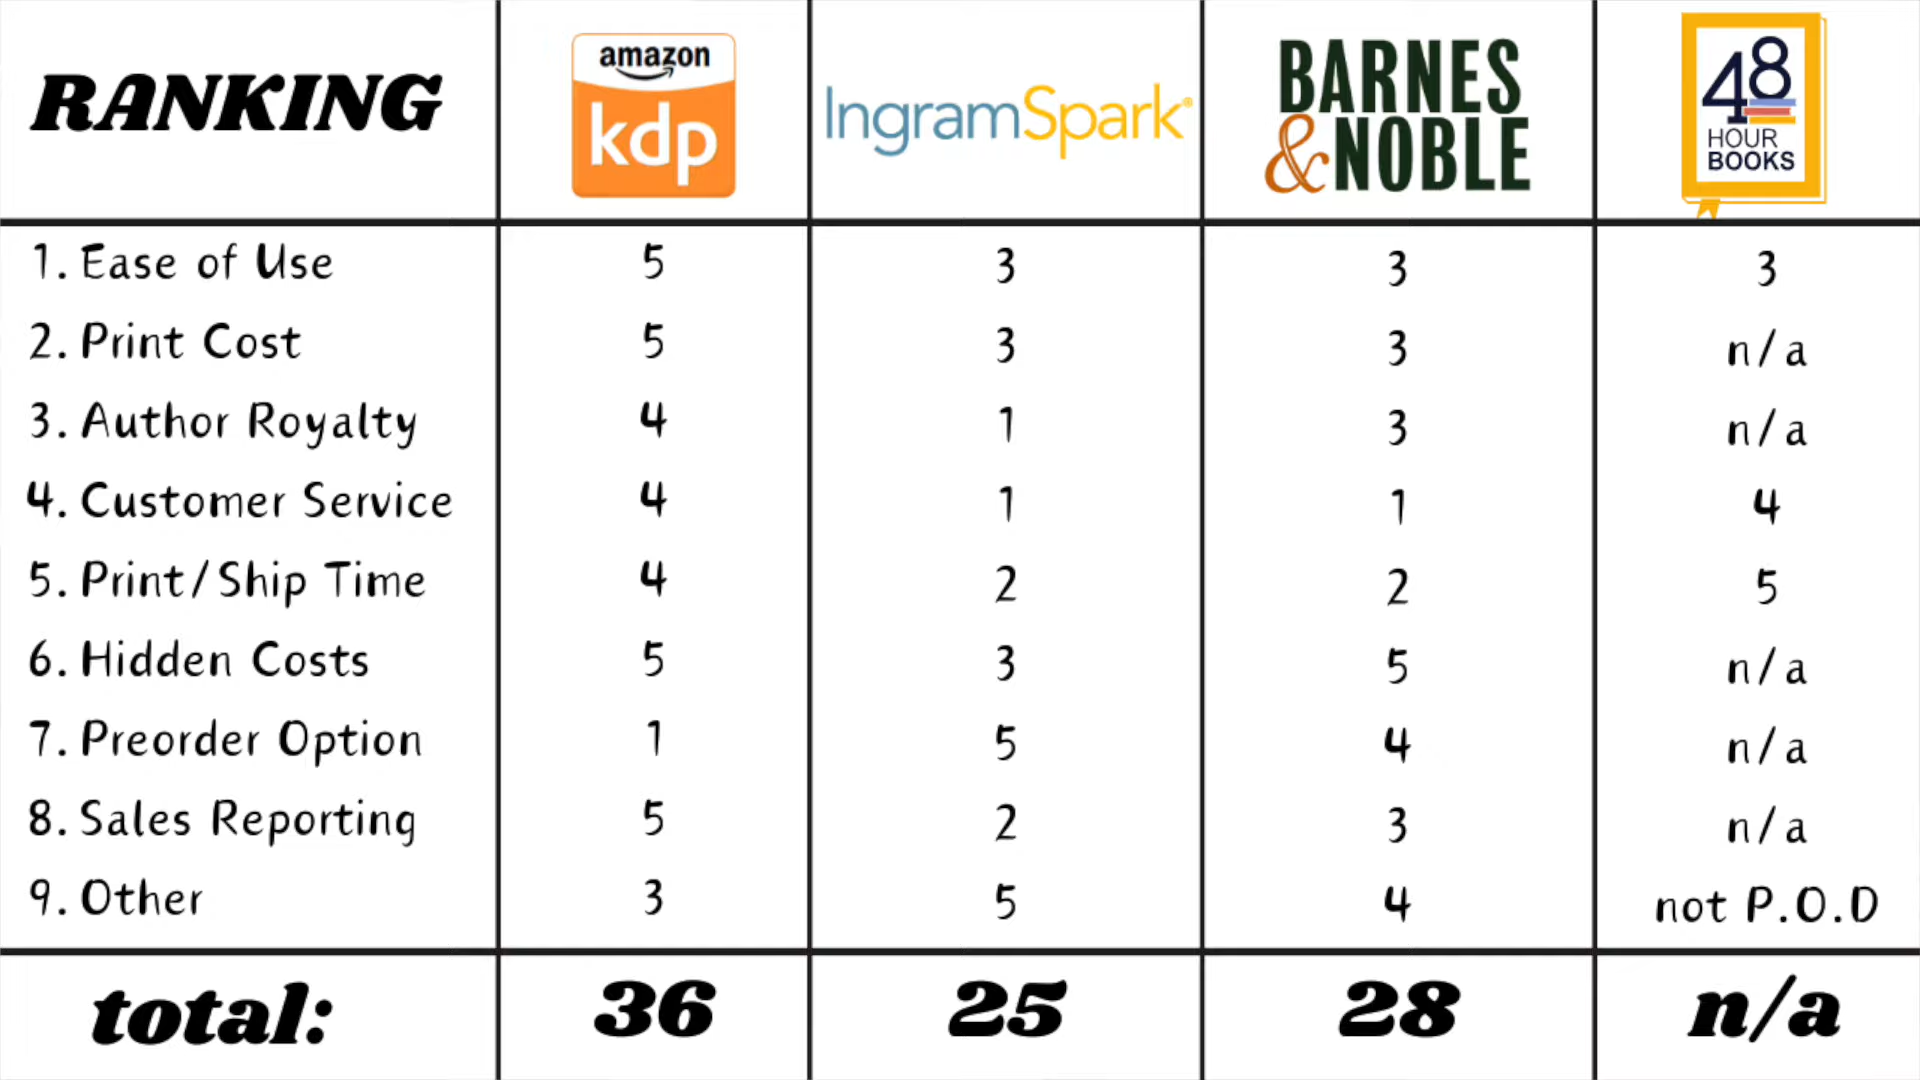 RANKING
amazon
kdp
IngramSpark®
BARNES
&NOBLE
48
HOUR
BOOKS
1. Ease of Use 5 3 3 3
2. Print Cost 5 3 3 n/a
3. Author Royalty 4 1 3 n/a
4. Customer Service 4 1 1 4
5. Print/Ship Time 4 2 2 5
6. Hidden Costs 5 3 5 n/a
7. Preorder Option 1 5 4 n/a
8. Sales Reporting 5 2 3 n/a
9. Other 3 5 4 not P.O.D
total: 36 25 28 n/a